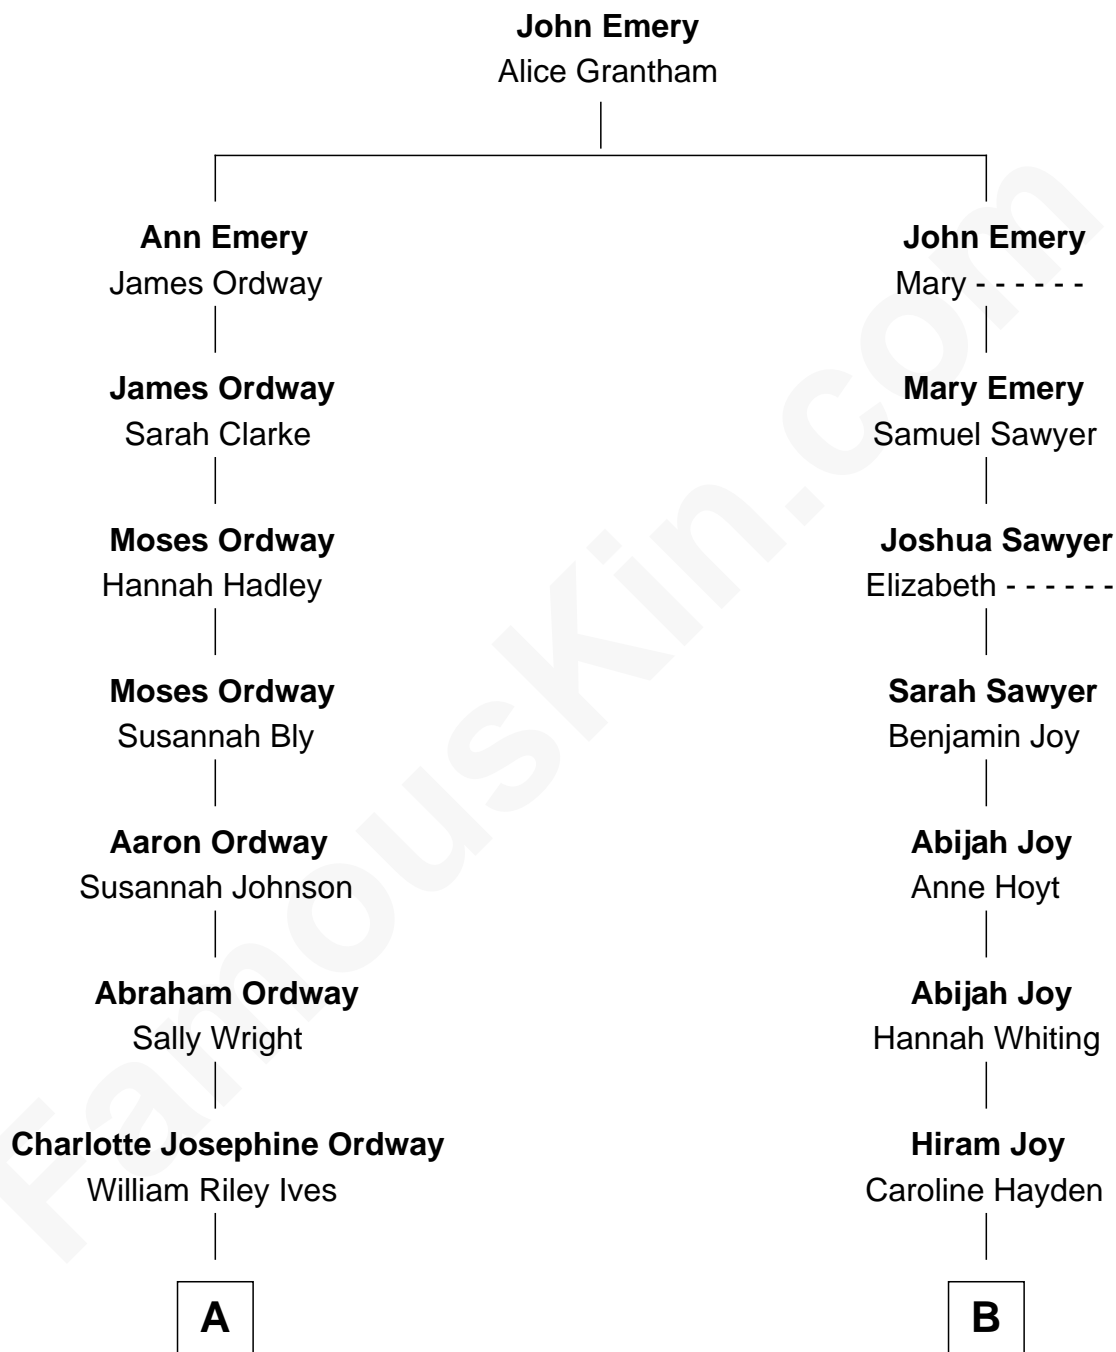 John Emery
Alice Grantham
Ann Emery
James Ordway
James Ordway
Sarah Clarke
Moses Ordway
Hannah Hadley
Moses Ordway
Susannah Bly
Aaron Ordway
Susannah Johnson
Abraham Ordway
Sally Wright
Charlotte Josephine Ordway
William Riley Ives
A
John Emery
Mary - - - - - -
Mary Emery
Samuel Sawyer
Joshua Sawyer
Elizabeth - - - - - -
Sarah Sawyer
Benjamin Joy
Abijah Joy
Anne Hoyt
Abijah Joy
Hannah Whiting
Hiram Joy
Caroline Hayden
B
FamousKin.com